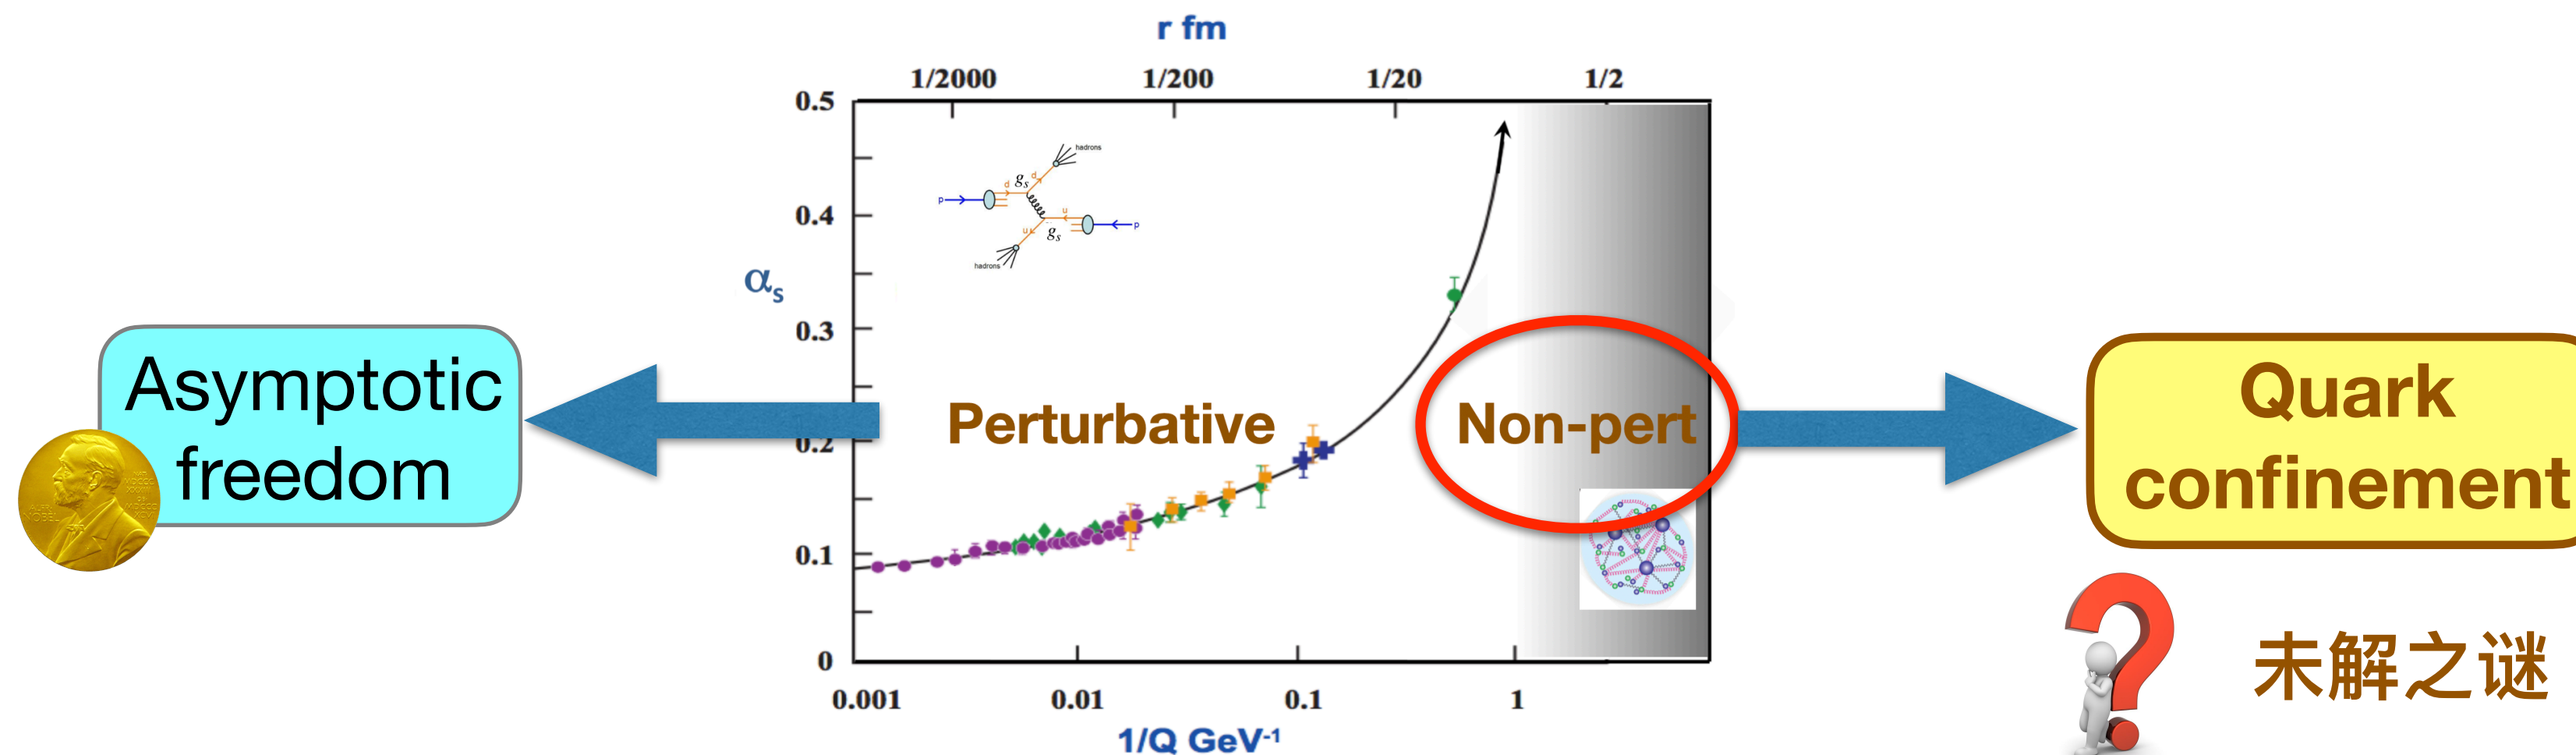 r fm
1/2000 1/200 1/20 1/2
0.5
0.4
0.3
0.2
0.1
0
αs
hadrons
d
gs
d
p
u
p
u
gs
hadrons
Asymptotic
freedom
Perturbative
Non-pert
Quark
confinement
未解之谜
0.001 0.01 0.1 1
1/Q GeV-1